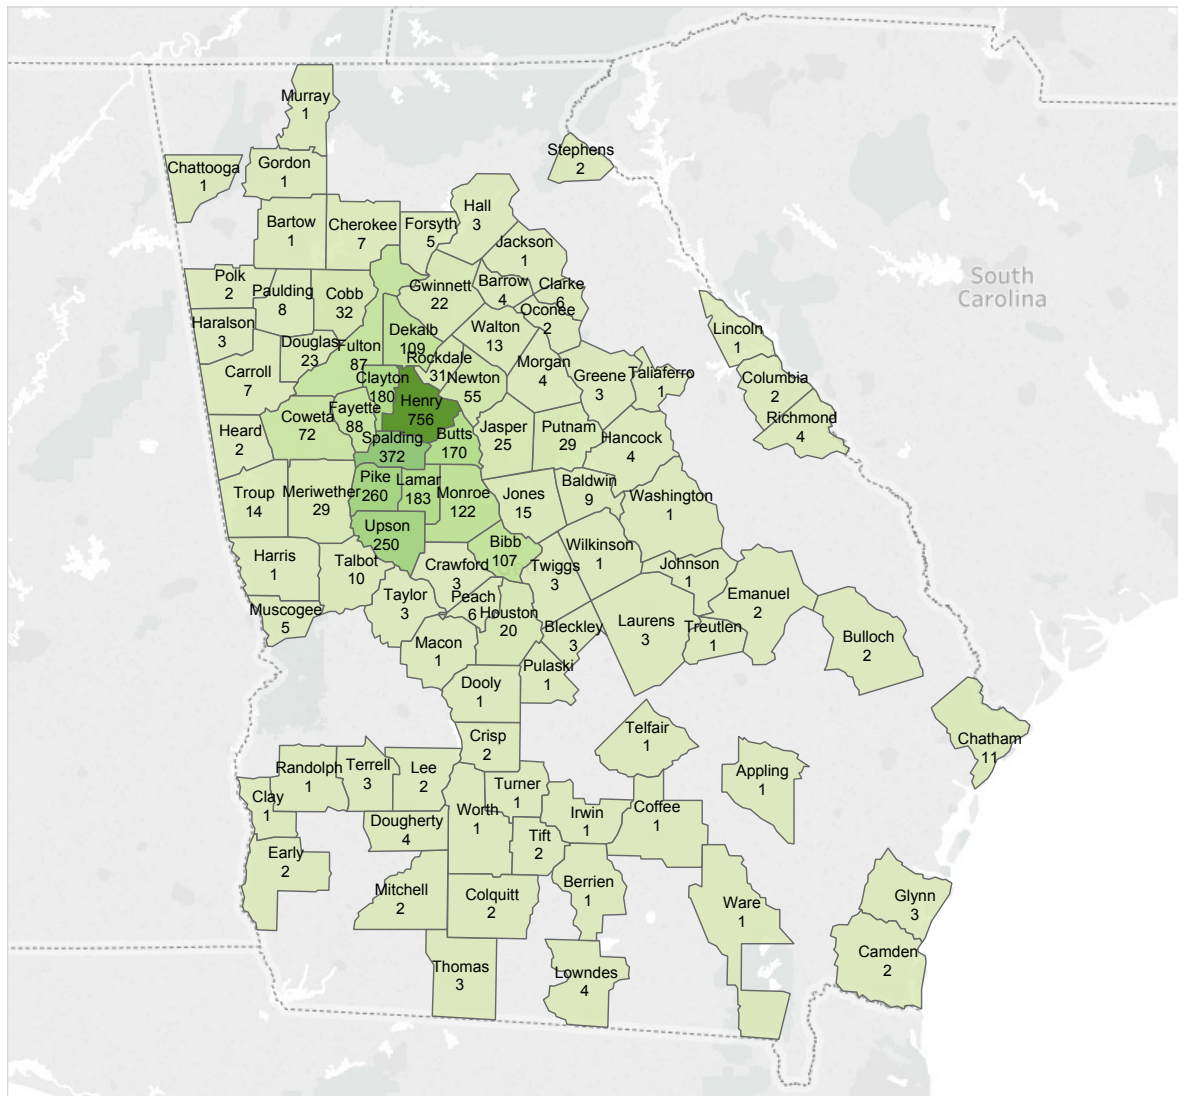 Murray
1
Stephens
2
Chattooga
1
Gordon
1
Hall
3
Bartow
1
Cherokee
7
Forsyth
5
Jackson
1
Polk
2
Paulding
8
Cobb
32
Gwinnett
22
Barrow
4
Clarke
6
South
Carolina
Haralson
3
Douglas
23
Fulton
87
Dekalb
109
Walton
13
Oconee
2
Lincoln
1
Carroll
7
Clayton
180
Rockdale
31
Newton
55
Morgan
4
Greene
3
Taliaferro
1
Columbia
2
Heard
2
Coweta
72
Fayette
88
Henry
756
Jasper
25
Putnam
29
Hancock
4
Richmond
4
Spalding
372
Butts
170
Troup
14
Meriwether
29
Pike
260
Lamar
183
Monroe
122
Jones
15
Baldwin
9
Washington
1
Upson
250
Bibb
107
Wilkinson
1
Harris
1
Talbot
10
Crawford
3
Twiggs
3
Johnson
1
Muscogee
5
Taylor
3
Peach
6
Houston
20
Bleckley
3
Laurens
3
Treutlen
1
Emanuel
2
Bulloch
2
Macon
1
Pulaski
1
Dooly
1
Chatham
11
Crisp
2
Telfair
1
Appling
1
Randolph
1
Terrell
3
Lee
2
Turner
1
Clay
1
Dougherty
4
Worth
1
Tift
2
Irwin
1
Coffee
1
Early
2
Mitchell
2
Colquitt
2
Berrien
1
Ware
1
Glynn
3
Camden
2
Thomas
3
Lowndes
4